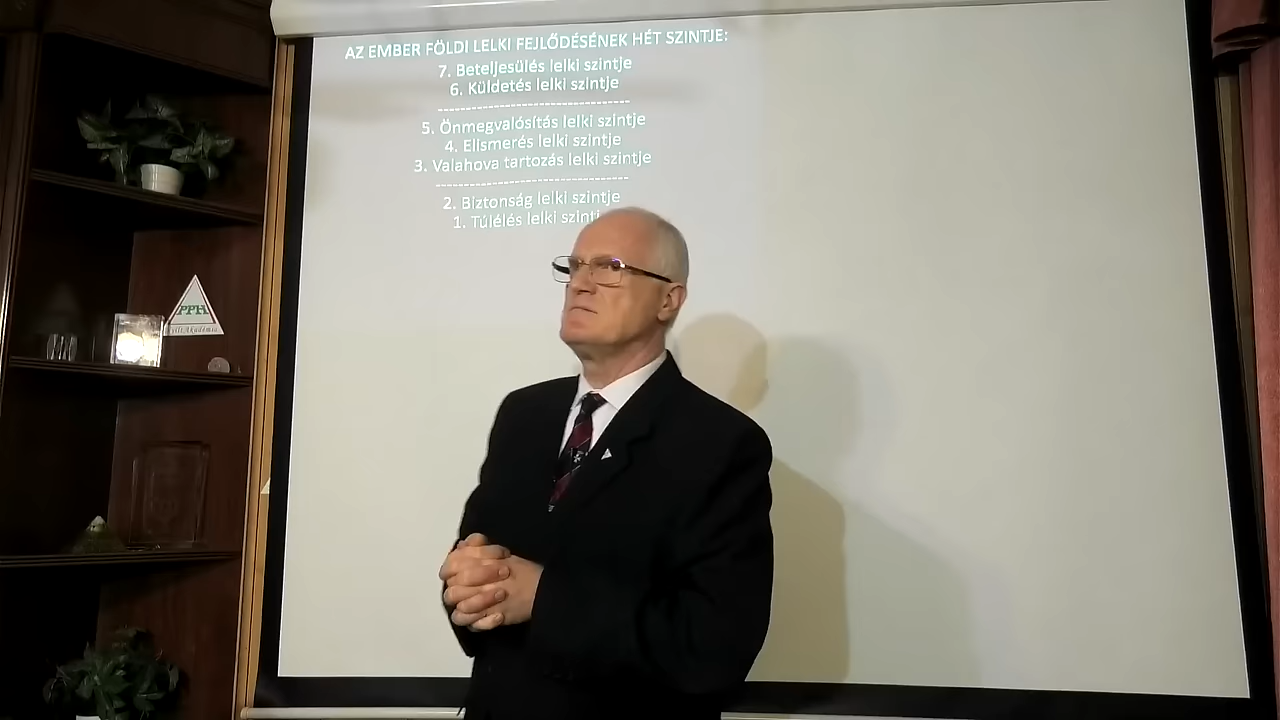 AZ EMBER FÖLDI LELKI FEJLŐDÉSÉNEK HÉT SZINTJE:
7. Beteljesülés lelki szintje
6. Küldetés lelki szintje
--------------------------------
5. Önmegvalósítás lelki szintje
4. Elismerés lelki szintje
3. Valahova tartozás lelki szintje
--------------------------------
2. Biztonság lelki szintje
1. Túlélés lelki szintj
PPH